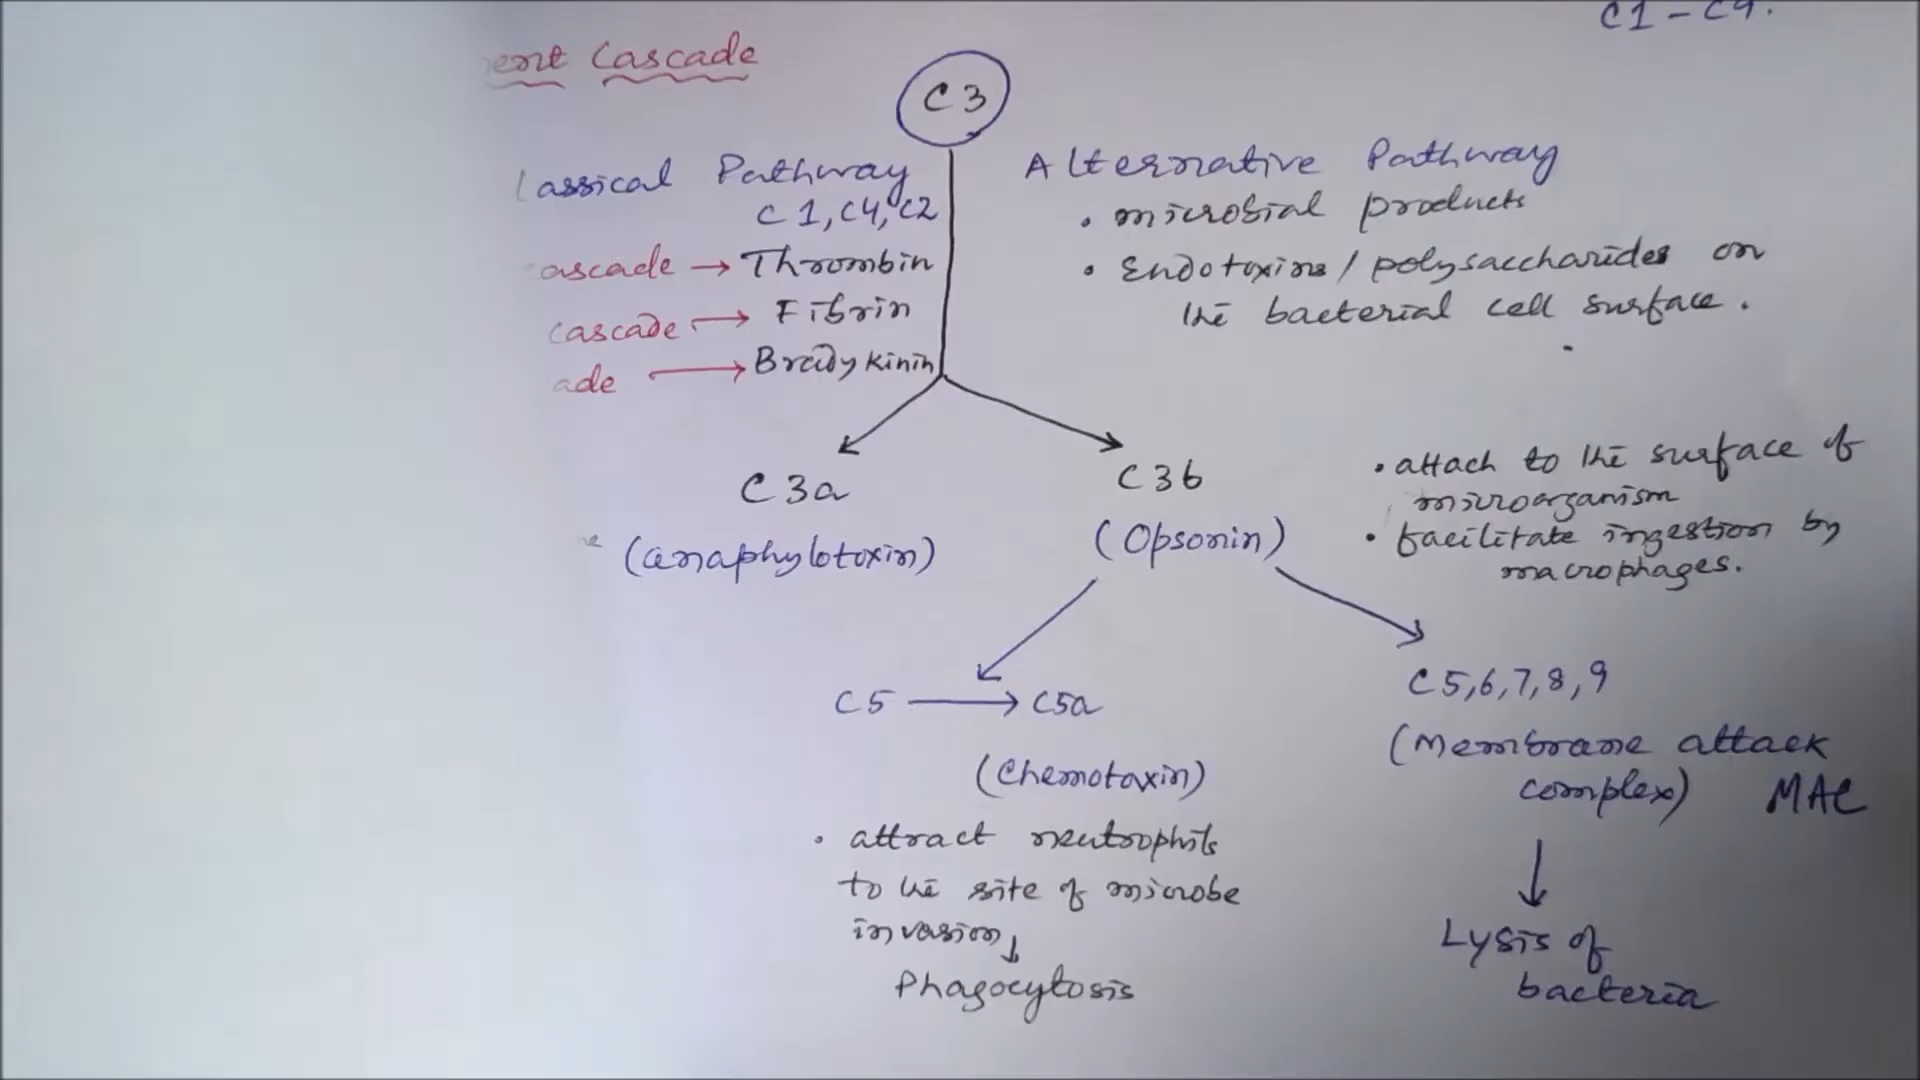 C1 - C9.
ent Cascade
C3
lassical Pathway
C1, C4, C2
ascade → Thrombin
cascade → Fibrin
ade → Bradykinin
Alternative Pathway
• microbial products
• Endotoxins / polysaccharides on
the bacterial cell surface.
C3a
(anaphylotoxin)
C3b
(Opsonin)
• attach to the surface of
microorganism
• facilitate ingestion by
macrophages.
C5 → C5a
(Chemotaxin)
• attract neutrophils
to the site of microbe
invasion ↓
Phagocytosis
C5,6,7,8,9
(Membrane attack
complex) MAC
↓
Lysis of
bacteria